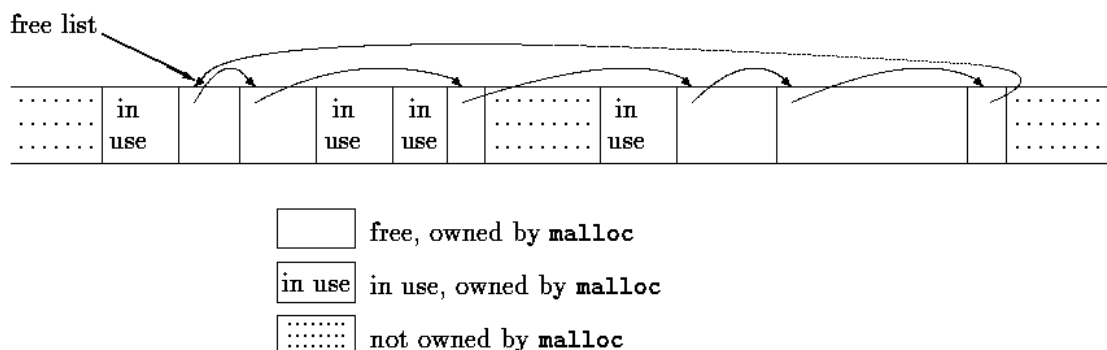 free list
in
use
in
use
in
use
in
use
free, owned by malloc
in use
in use, owned by malloc
not owned by malloc